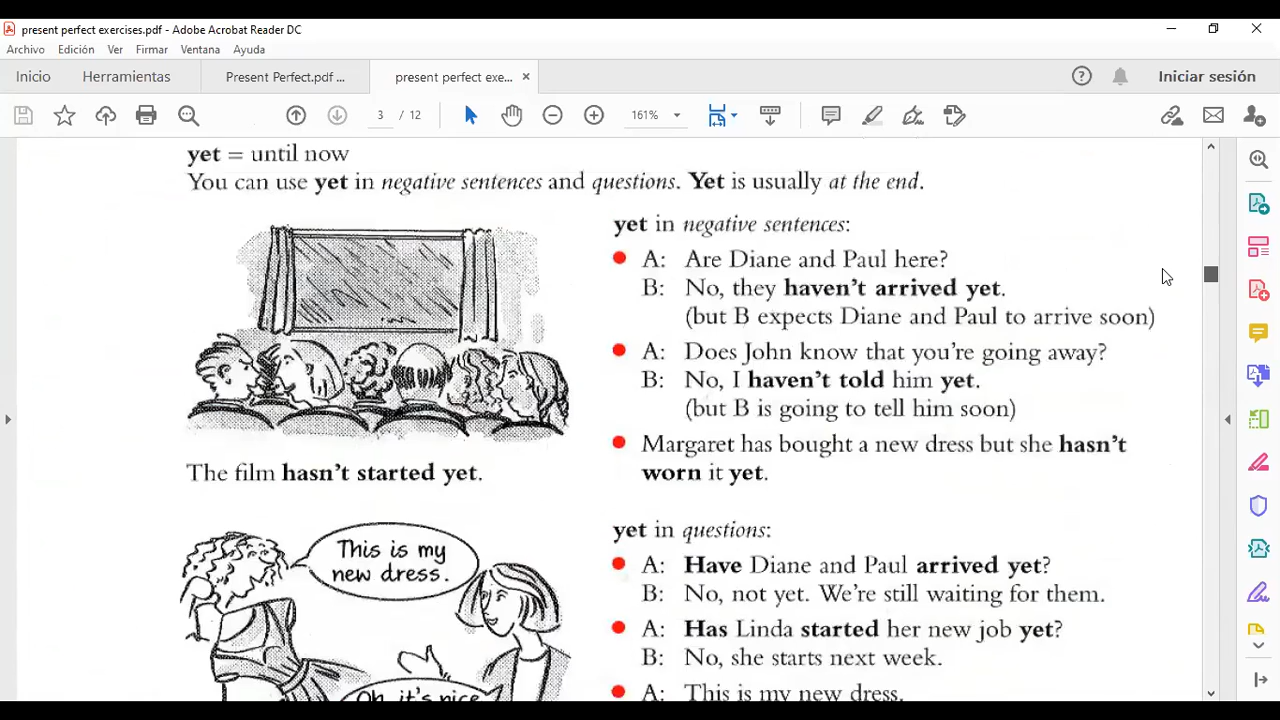 present perfect exercises.pdf - Adobe Acrobat Reader DC
Archivo Edición Ver Firmar Ventana Ayuda
Inicio Herramientas Present Perfect.pdf ... present perfect exe... ×
3 / 12 161% Iniciar sesión
yet = until now
You can use yet in negative sentences and questions. Yet is usually at the end.
The film hasn't started yet.
This is my
new dress.
Oh, it's nice
yet in negative sentences:
A: Are Diane and Paul here?
B: No, they haven't arrived yet.
(but B expects Diane and Paul to arrive soon)
A: Does John know that you're going away?
B: No, I haven't told him yet.
(but B is going to tell him soon)
Margaret has bought a new dress but she hasn't
worn it yet.
yet in questions:
A: Have Diane and Paul arrived yet?
B: No, not yet. We're still waiting for them.
A: Has Linda started her new job yet?
B: No, she starts next week.
A: This is my new dress.